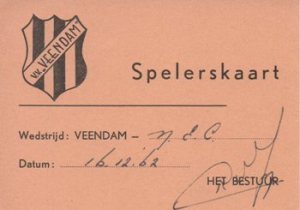 V.V. VEENDAM
Spelerskaart
Wedstrijd: VEENDAM – N.E.C.
Datum: 16.12.62
HET BESTUUR